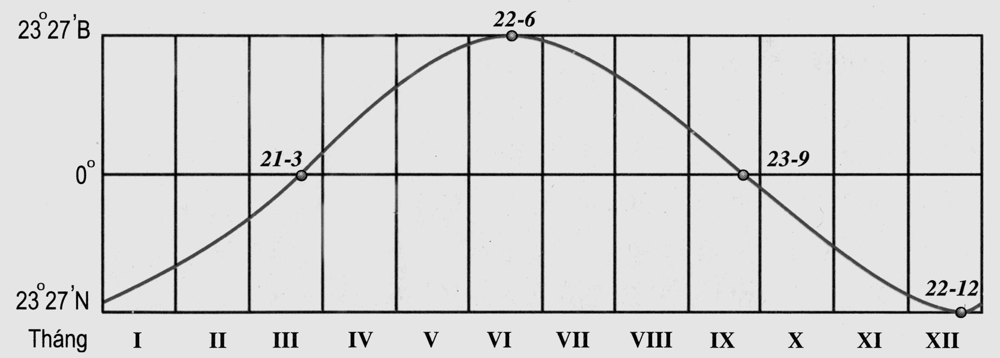 22-6
23°27'B
21-3
23-9
0°
22-12
23°27'N
Tháng I II III IV V VI VII VIII IX X XI XII